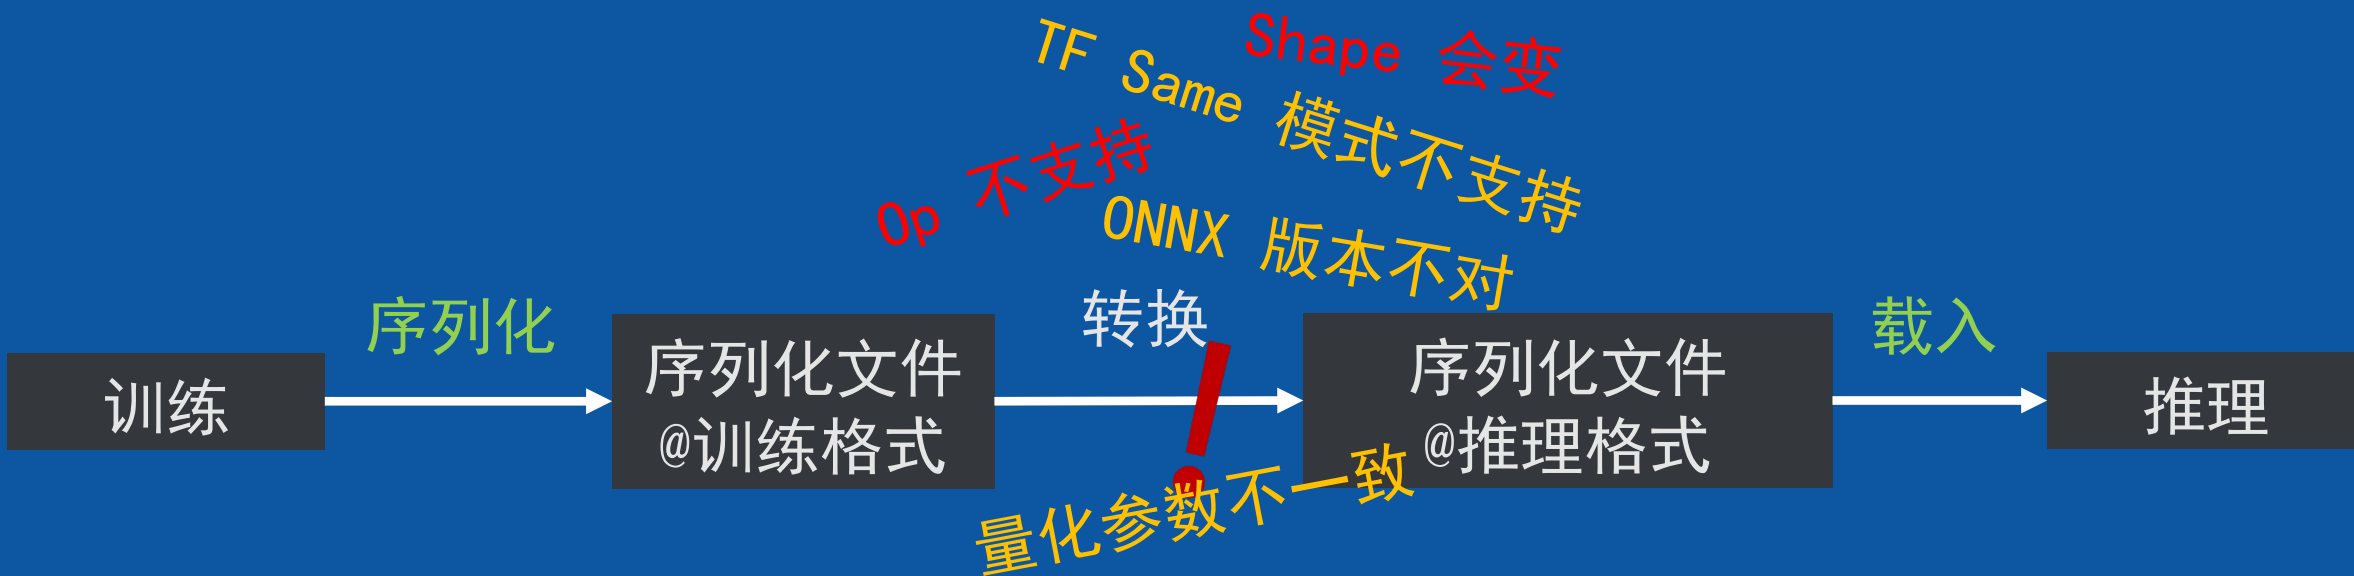 Shape 会变
TF Same 模式不支持
Op 不支持
ONNX 版本不对
序列化
转换
载入
训练
序列化文件
@训练格式
序列化文件
@推理格式
推理
量化参数不一致